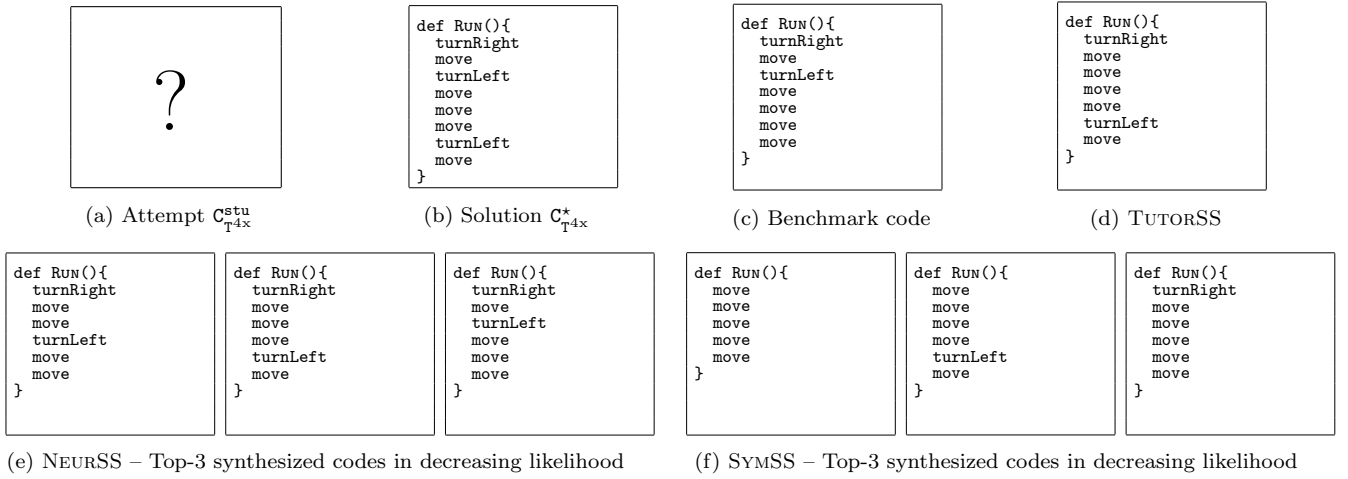 ?
(a) Attempt C^stu_T^4x
def RUN(){
turnRight
move
turnLeft
move
move
move
turnLeft
move
}
(b) Solution C^⋆_T^4x
def RUN(){
turnRight
move
turnLeft
move
move
move
move
}
(c) Benchmark code
def RUN(){
turnRight
move
move
move
move
turnLeft
move
}
(d) TUTORSS
def RUN(){
turnRight
move
move
turnLeft
move
move
}
def RUN(){
turnRight
move
move
move
turnLeft
move
}
def RUN(){
turnRight
move
turnLeft
move
move
move
}
(e) NEURSS – Top-3 synthesized codes in decreasing likelihood
def RUN(){
move
move
move
move
move
}
def RUN(){
move
move
move
move
turnLeft
move
}
def RUN(){
turnRight
move
move
move
move
move
}
(f) SYMSS – Top-3 synthesized codes in decreasing likelihood